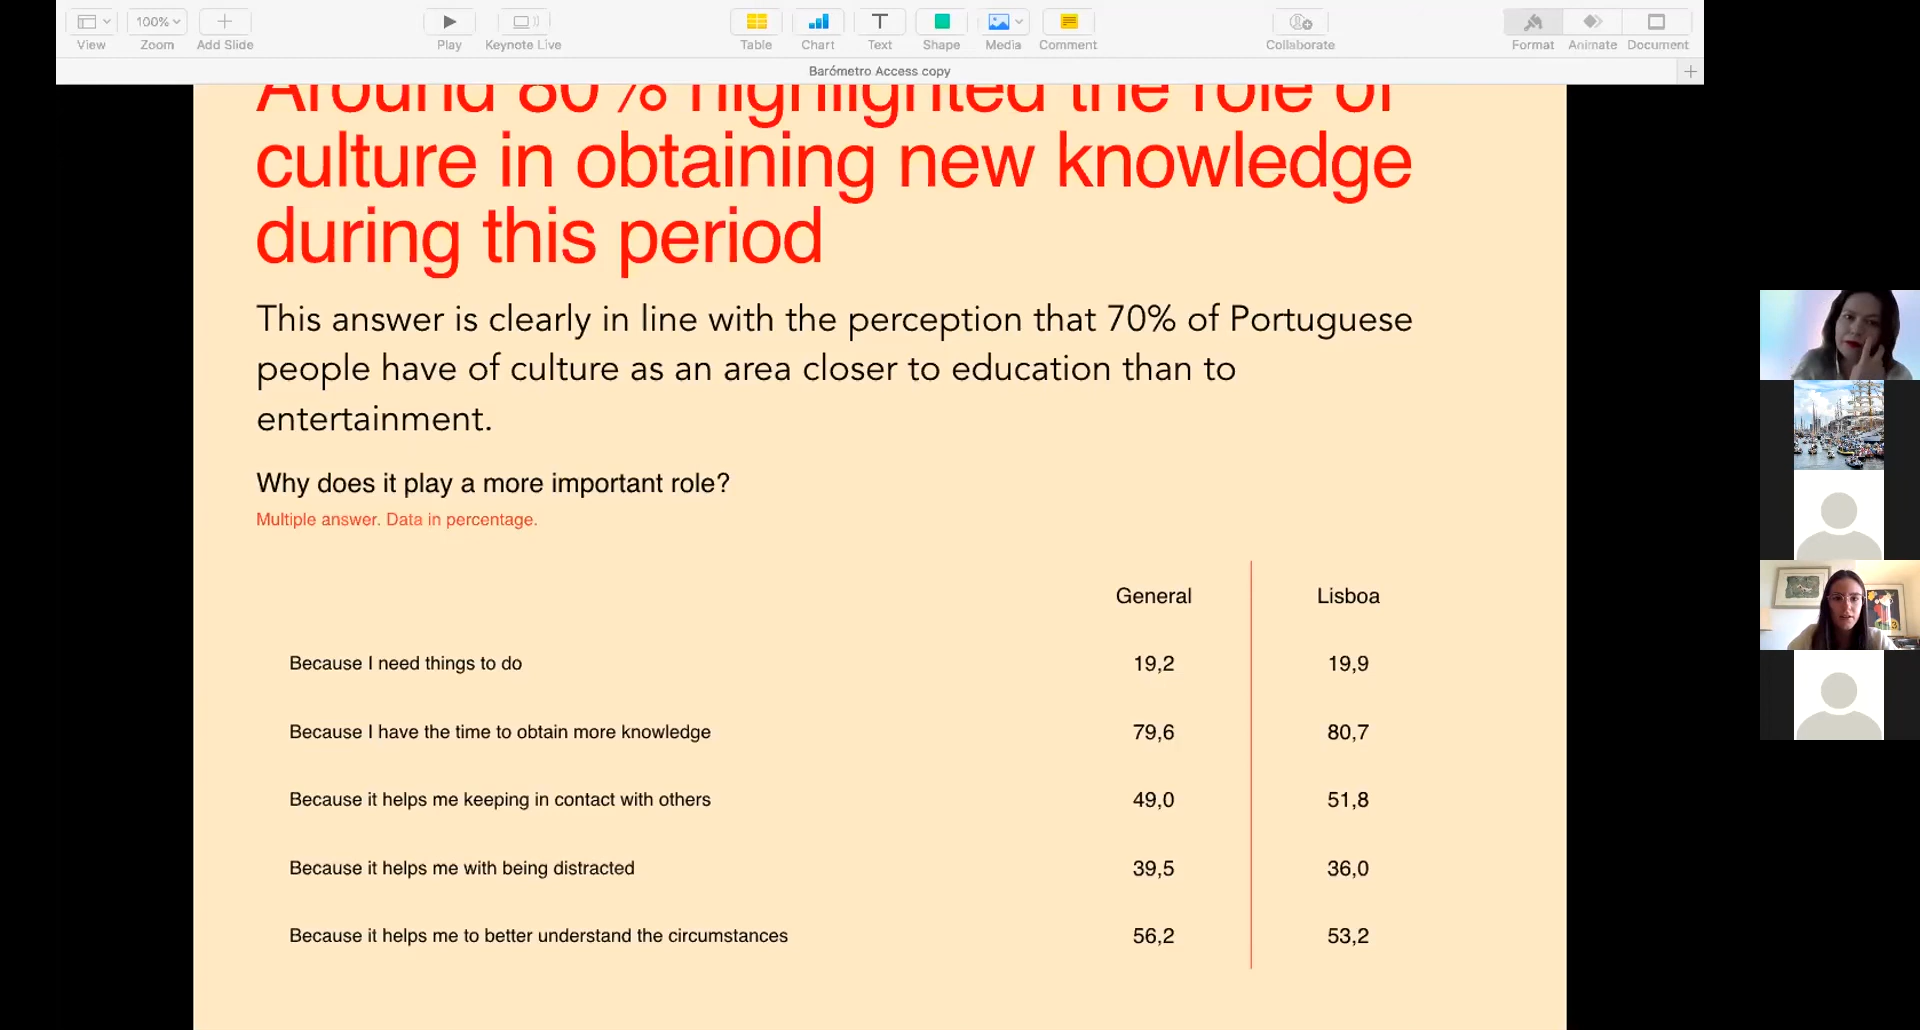 100%
View
Zoom
Add Slide
Play
Keynote Live
Table
Chart
Text
Shape
Media
Comment
Collaborate
Format
Animate
Document
Barómetro Access copy
Around 80% highlighted the role of
culture in obtaining new knowledge
during this period
This answer is clearly in line with the perception that 70% of Portuguese
people have of culture as an area closer to education than to
entertainment.
Why does it play a more important role?
Multiple answer. Data in percentage.
General Lisboa
Because I need things to do 19,2 19,9
Because I have the time to obtain more knowledge 79,6 80,7
Because it helps me keeping in contact with others 49,0 51,8
Because it helps me with being distracted 39,5 36,0
Because it helps me to better understand the circumstances 56,2 53,2